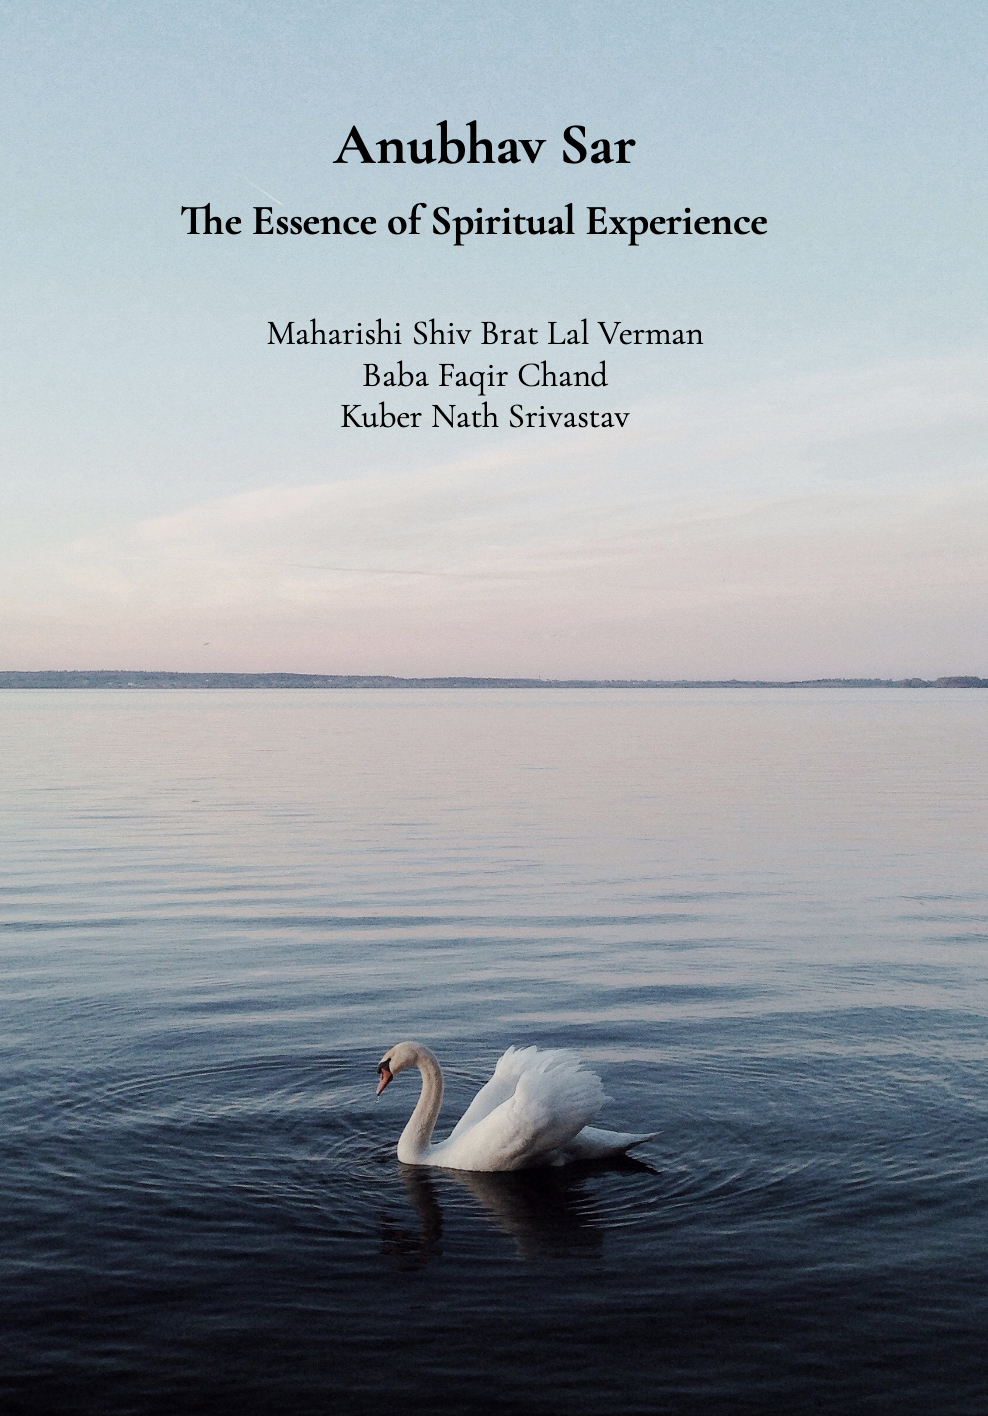 Anubhav Sar
The Essence of Spiritual Experience
Maharishi Shiv Brat Lal Verman
Baba Faqir Chand
Kuber Nath Srivastav